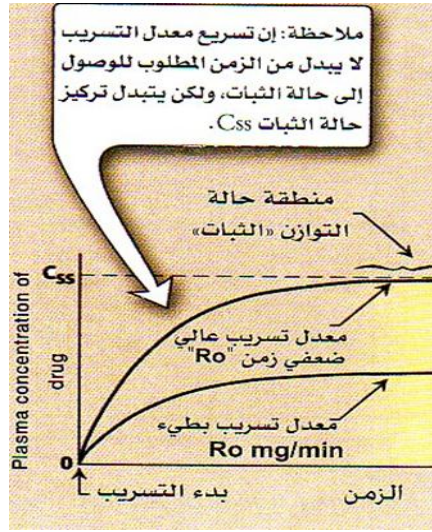 ملاحظة: إن تسريع معدل التسريب
لا يبدل من الزمن المطلوب للوصول
إلى حالة الثبات، ولكن يتبدل تركيز
حالة الثبات Css.
منطقة حالة
التوازن «الثبات»
Css
معدل تسريب عالي
ضعفي زمن "Ro"
معدل تسريب بطيء
Ro mg/min
Plasma concentration of
drug
0
بدء التسريب
الزمن